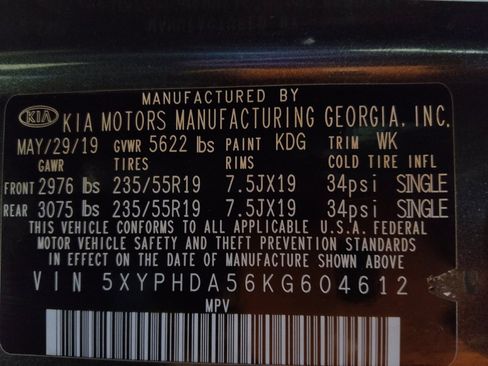 MANUFACTURED BY
KIA KIA MOTORS MANUFACTURING GEORGIA, INC.
MAY/29/19 GVWR 5622 lbs PAINT KDG TRIM WK
GAWR TIRES RIMS COLD TIRE INFL
FRONT 2976 lbs 235/55R19 7.5JX19 34psi SINGLE
REAR 3075 lbs 235/55R19 7.5JX19 34psi SINGLE
THIS VEHICLE CONFORMS TO ALL APPLICABLE U.S.A. FEDERAL
MOTOR VEHICLE SAFETY AND THEFT PREVENTION STANDARDS
IN EFFECT ON THE DATE OF MANUFACTURE SHOWN ABOVE.
VIN 5XYPHDA56KG604612
MPV